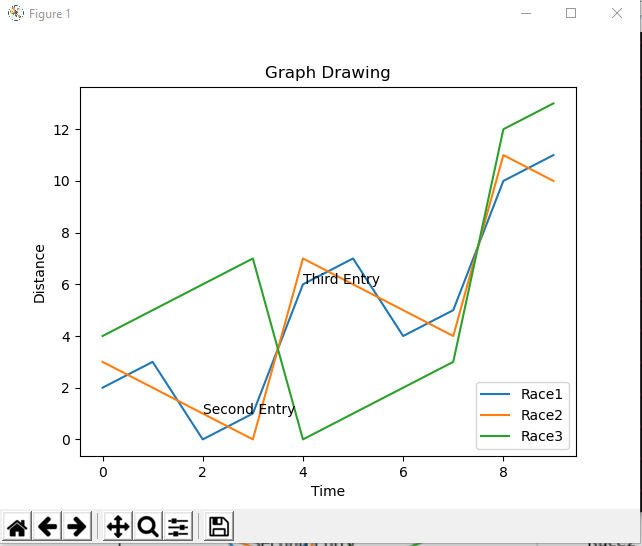 Figure 1
Graph Drawing
12
10
8
6
4
2
0
Distance
Third Entry
Second Entry
Race1
Race2
Race3
0 2 4 6 8
Time